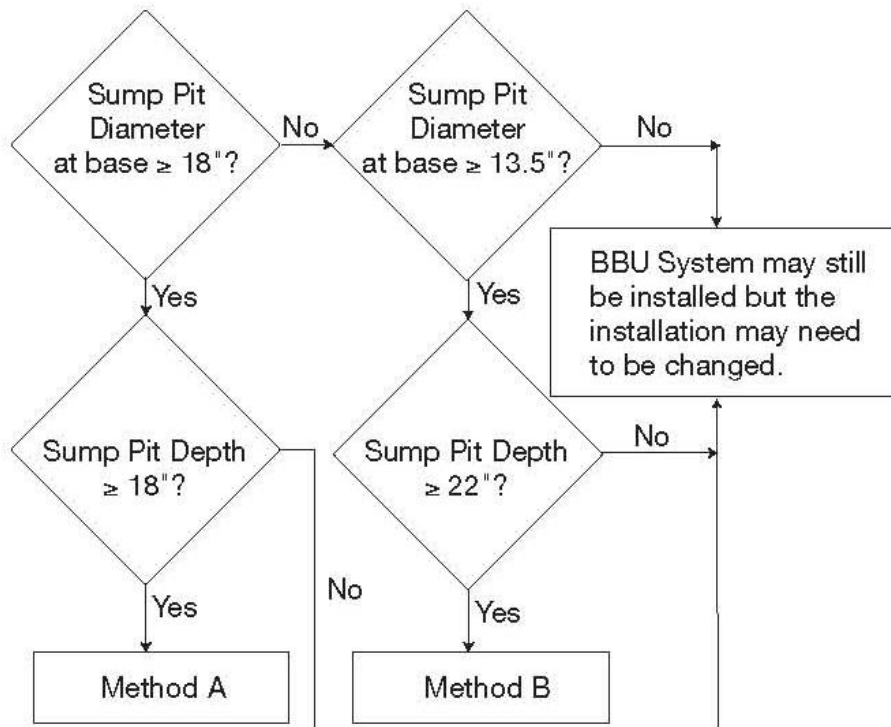 Sump Pit
Diameter
at base ≥ 18"?
No
Sump Pit
Diameter
at base ≥ 13.5"?
No
Yes
Yes
BBU System may still
be installed but the
installation may need
to be changed.
Sump Pit Depth
≥ 18"?
No
Sump Pit Depth
≥ 22"?
No
Yes
Yes
Method A
Method B